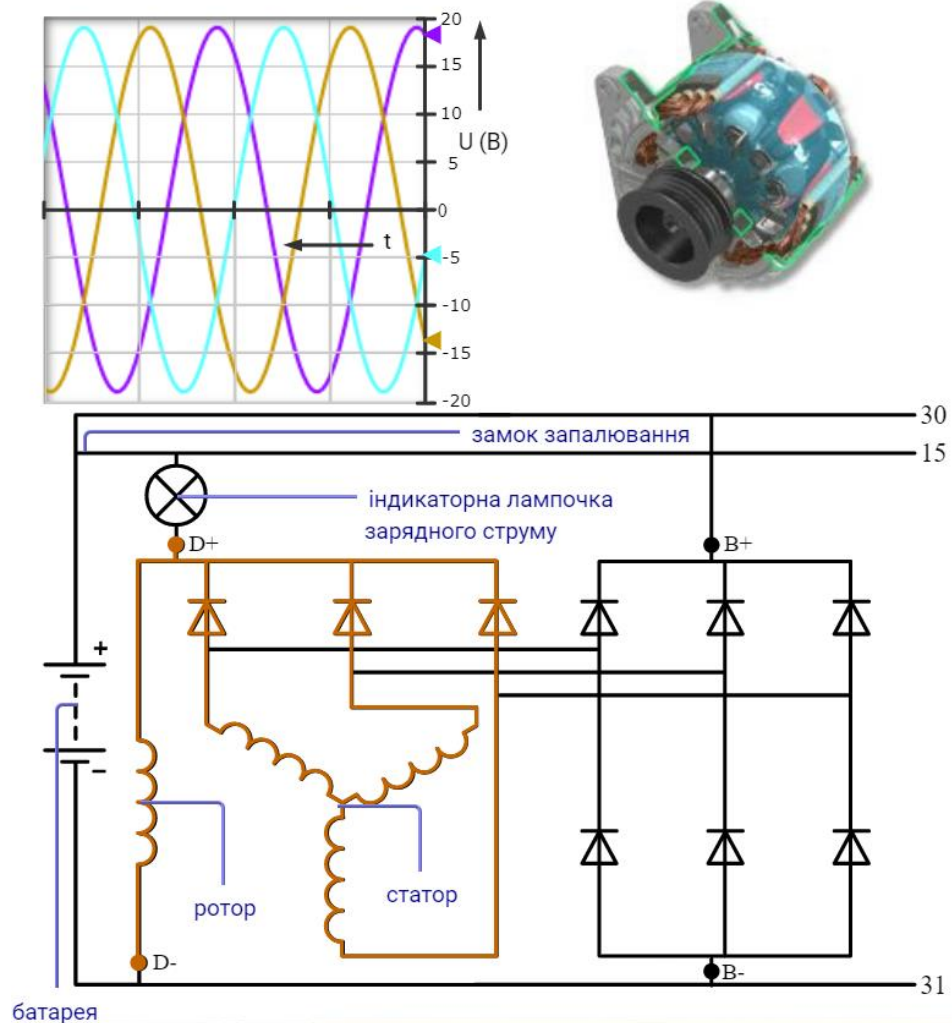 20
15
10
U (В)
5
0
t
-5
-10
-15
-20
30
замок запалювання
15
індикаторна лампочка
зарядного струму
D+
B+
+
−
ротор
статор
D-
B-
31
батарея